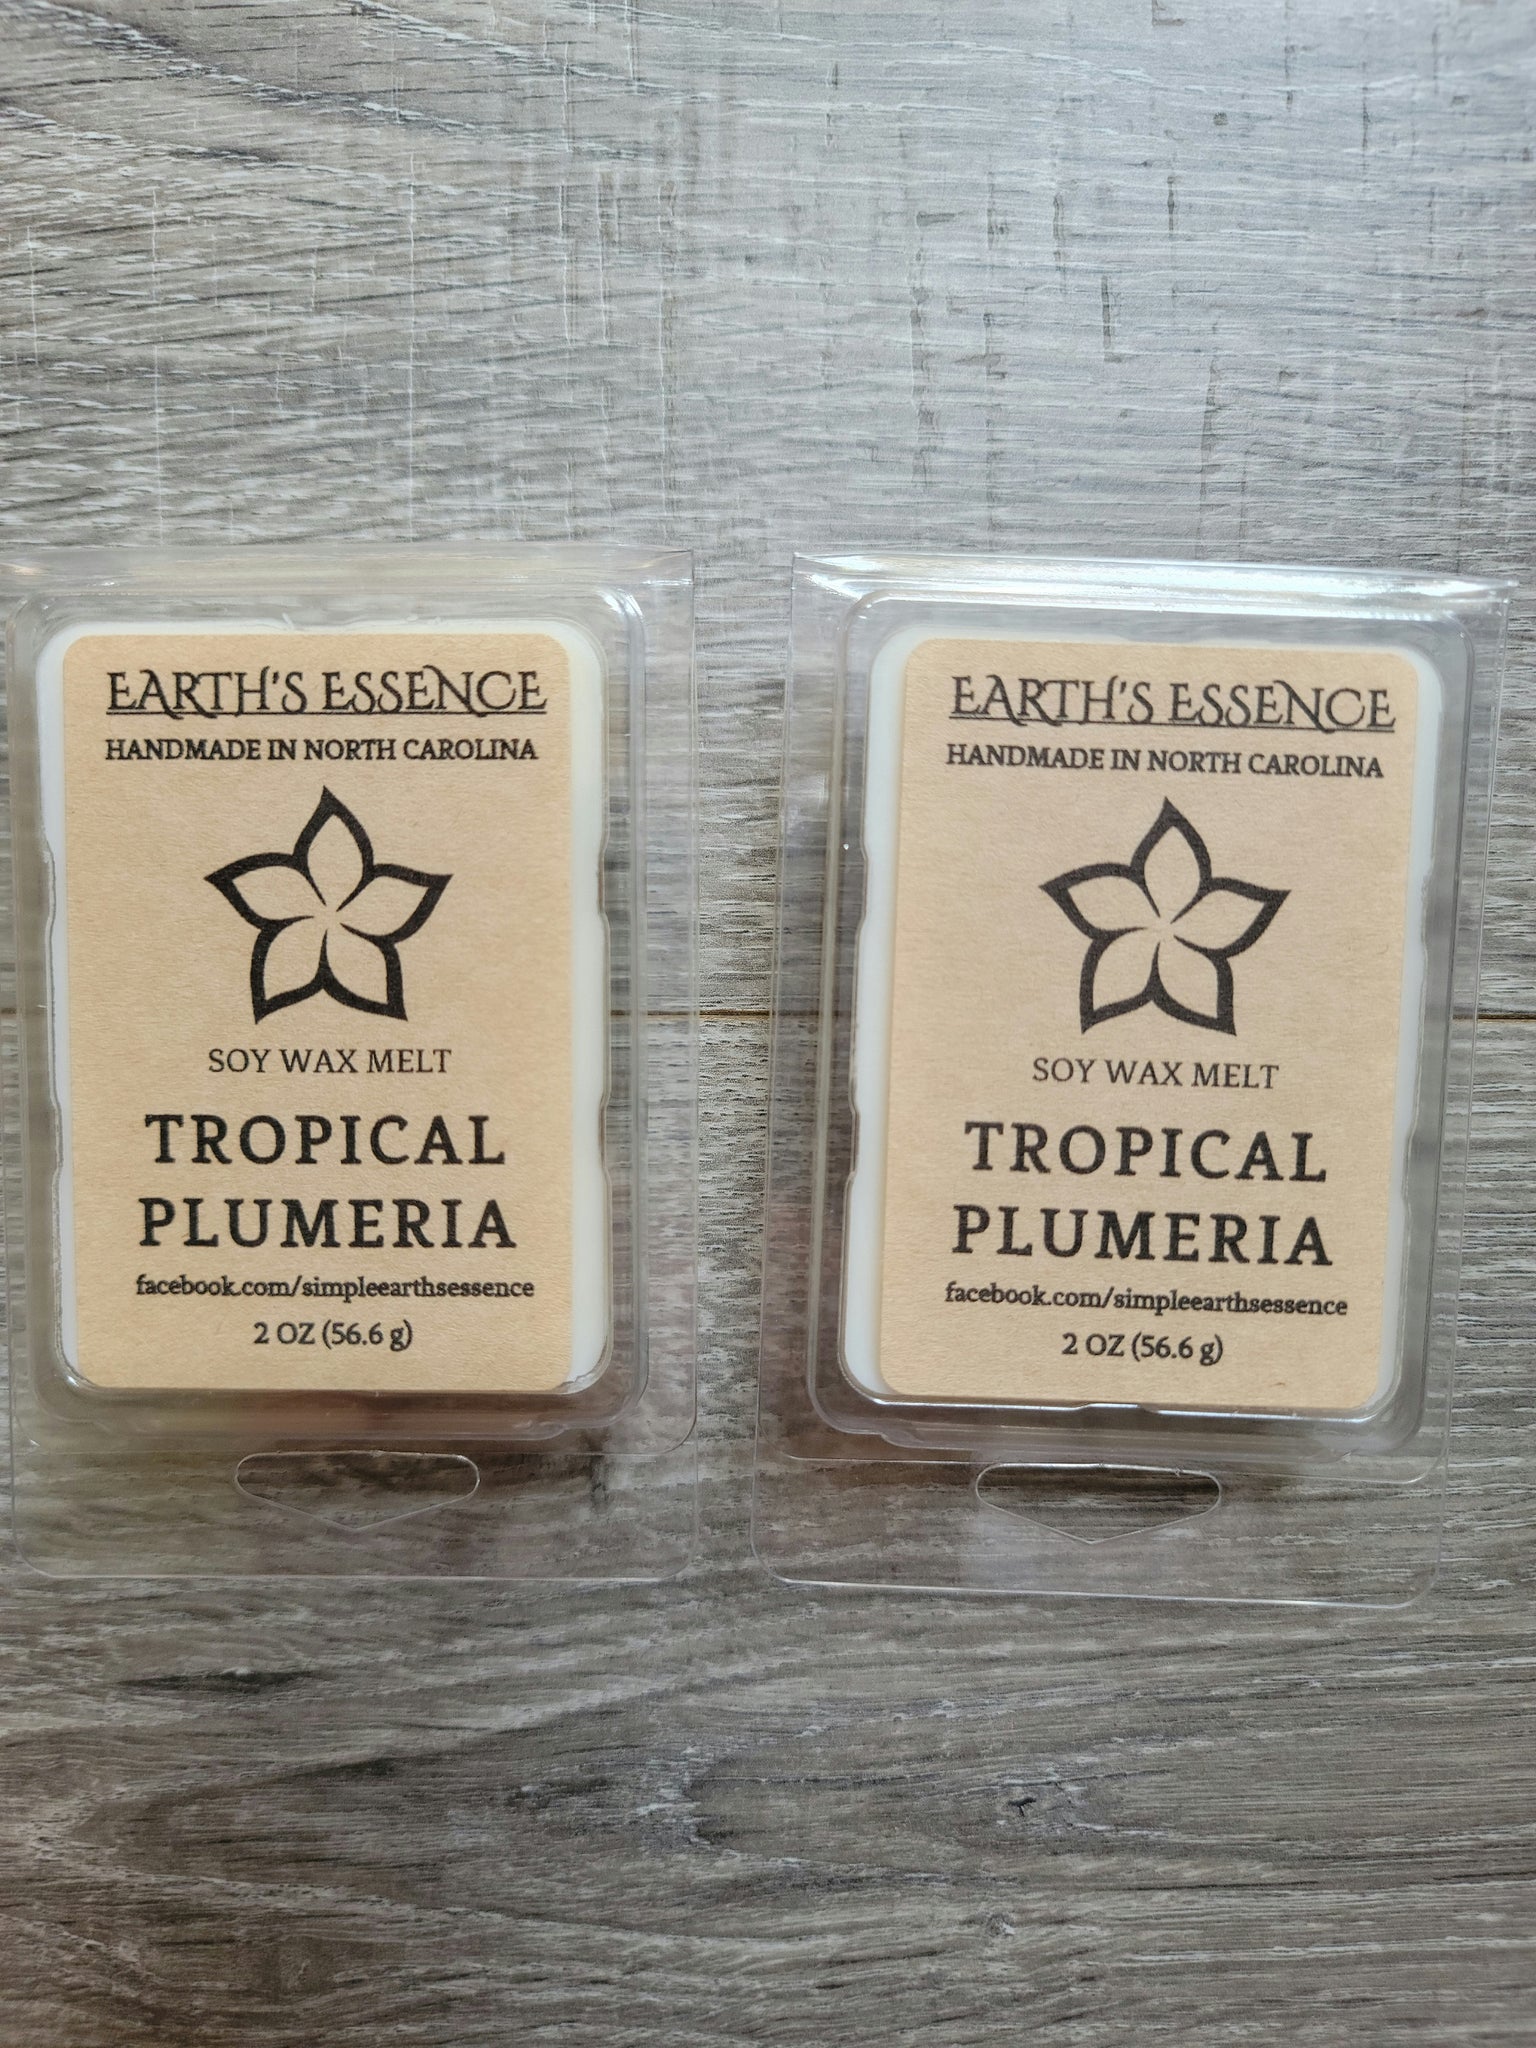 EARTH'S ESSENCE
HANDMADE IN NORTH CAROLINA
SOY WAX MELT
TROPICAL
PLUMERIA
facebook.com/simpleearthsessence
2 OZ (56.6 g)
EARTH'S ESSENCE
HANDMADE IN NORTH CAROLINA
SOY WAX MELT
TROPICAL
PLUMERIA
facebook.com/simpleearthsessence
2 OZ (56.6 g)